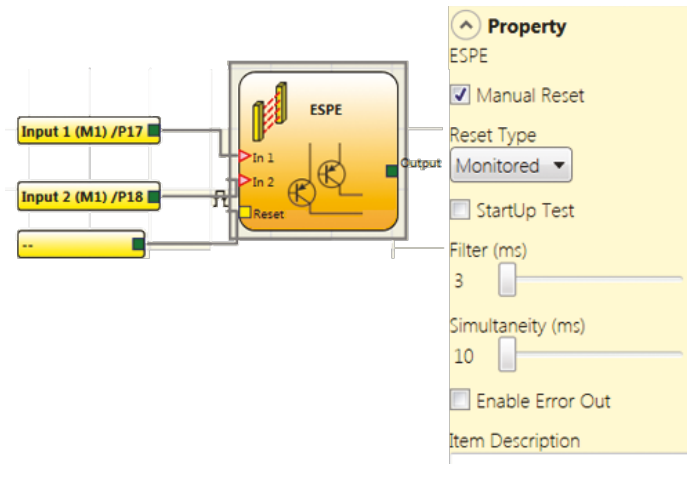 Input 1 (M1) /P17
Input 2 (M1) /P18
--
ESPE
In 1
In 2
Reset
Output
Property
ESPE
Manual Reset
Reset Type
Monitored
StartUp Test
Filter (ms)
3
Simultaneity (ms)
10
Enable Error Out
Item Description